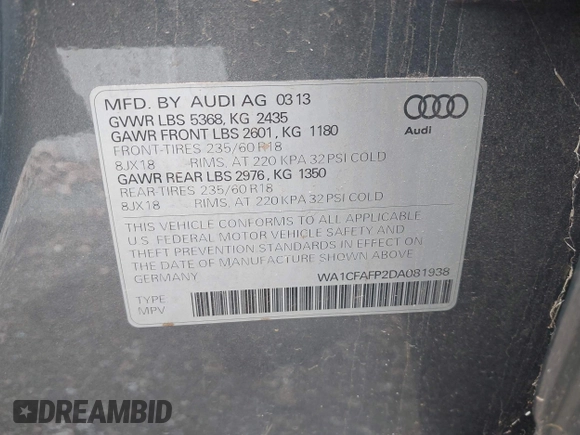 MFD. BY AUDI AG 03 13
GVWR LBS 5368, KG 2435
GAWR FRONT LBS 2601, KG 1180
FRONT-TIRES 235/60 R18
8JX18 RIMS, AT 220 KPA 32 PSI COLD
GAWR REAR LBS 2976, KG 1350
REAR-TIRES 235/60 R18
8JX18 RIMS, AT 220 KPA 32 PSI COLD
THIS VEHICLE CONFORMS TO ALL APPLICABLE
U.S. FEDERAL MOTOR VEHICLE SAFETY AND
THEFT PREVENTION STANDARDS IN EFFECT ON
THE DATE OF MANUFACTURE SHOWN ABOVE
GERMANY WA1CFAFP2DA081938
TYPE
MPV
Audi
DREAMBID